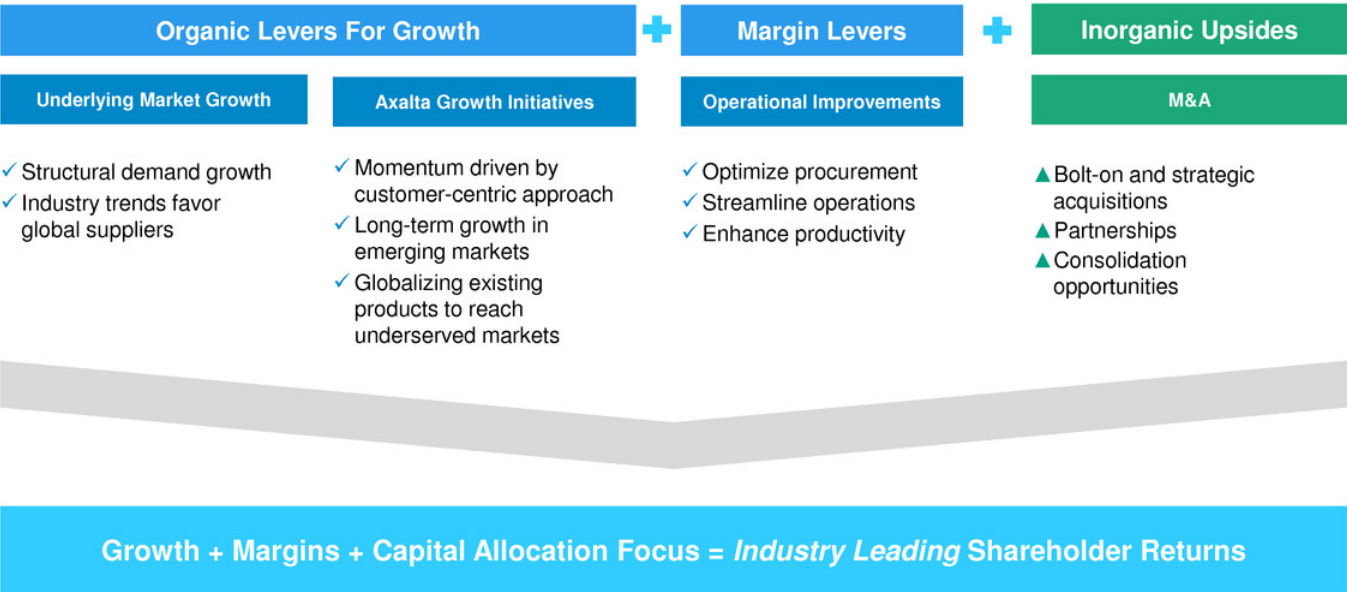 Organic Levers For Growth
Margin Levers
Inorganic Upsides
Underlying Market Growth
Axalta Growth Initiatives
Operational Improvements
M&A
✓ Structural demand growth
✓ Industry trends favor
global suppliers
✓ Momentum driven by
customer-centric approach
✓ Long-term growth in
emerging markets
✓ Globalizing existing
products to reach
underserved markets
✓ Optimize procurement
✓ Streamline operations
✓ Enhance productivity
▲ Bolt-on and strategic
acquisitions
▲ Partnerships
▲ Consolidation
opportunities
Growth + Margins + Capital Allocation Focus = Industry Leading Shareholder Returns